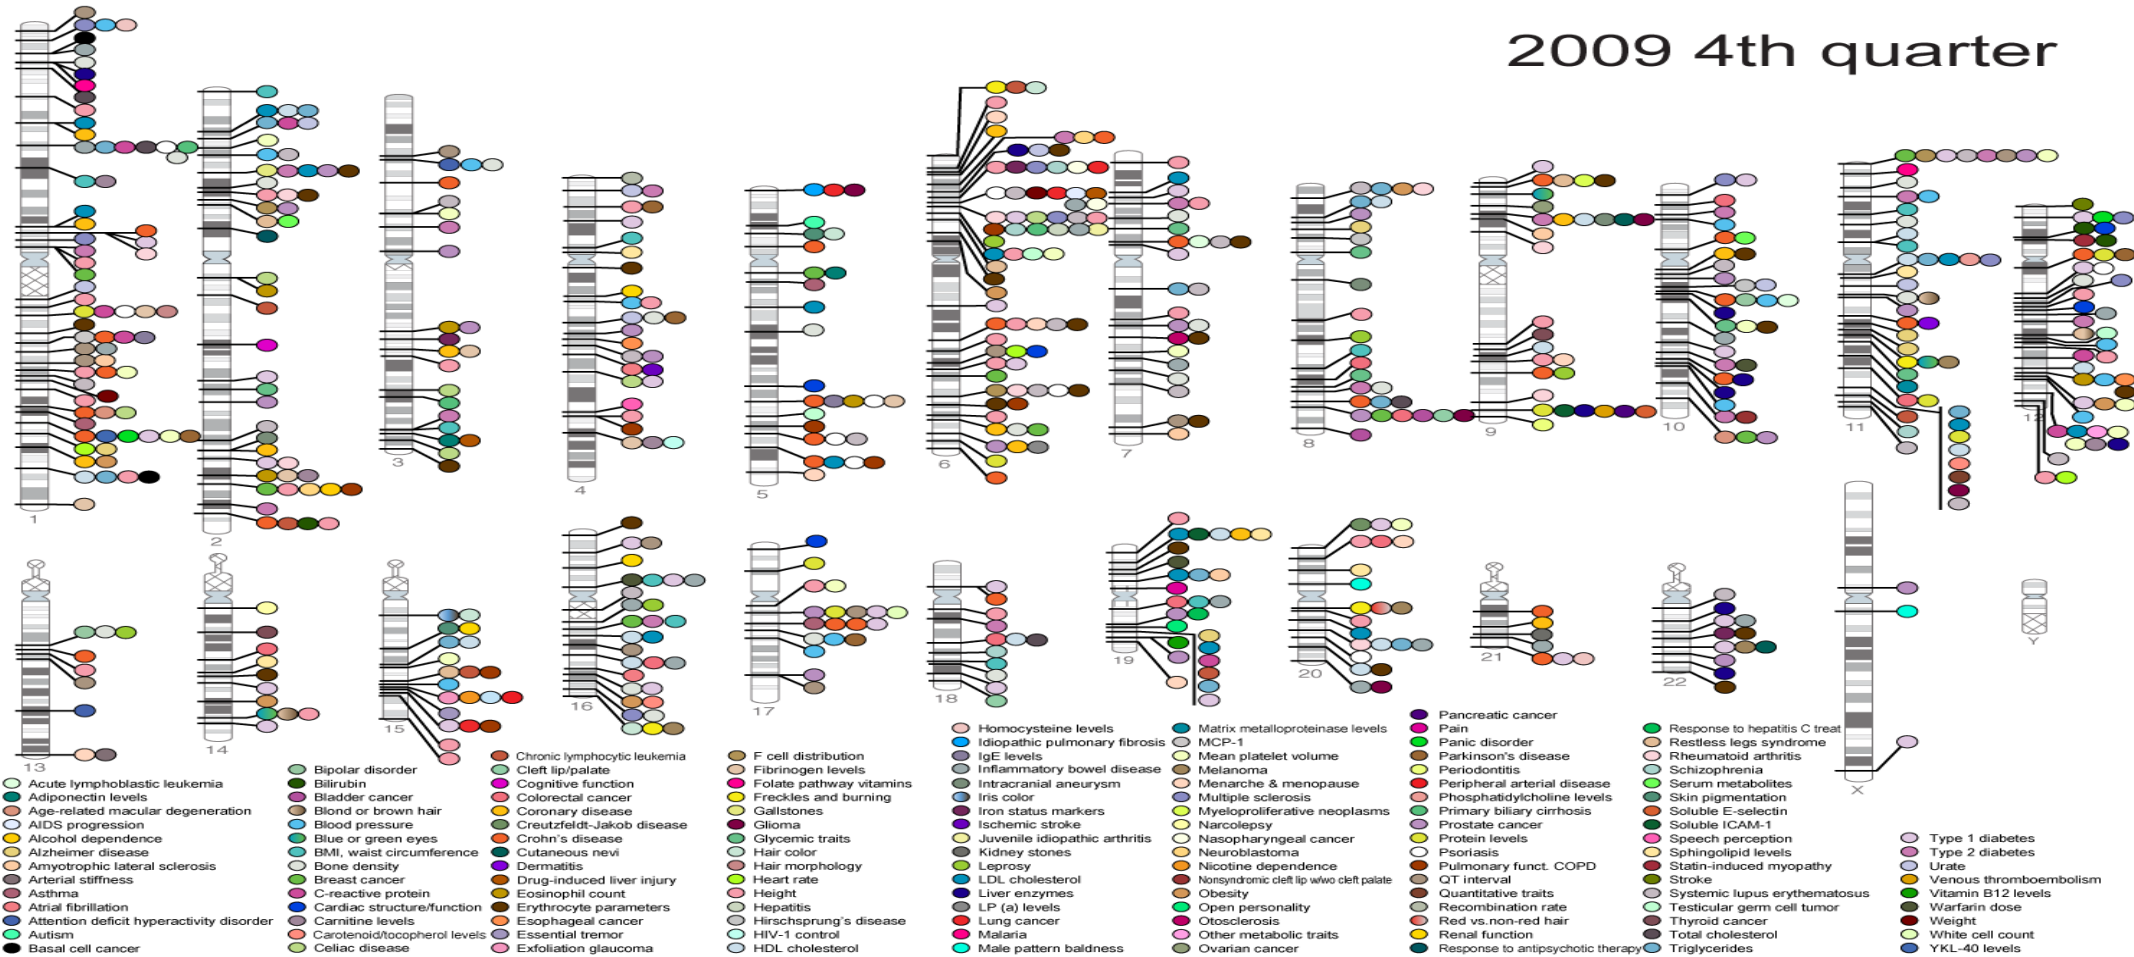 2009 4th quarter
1
2
3
4
5
6
7
8
9
10
11
12
13
14
15
16
17
18
19
20
21
22
X
Y
Acute lymphoblastic leukemia
Adiponectin levels
Age-related macular degeneration
AIDS progression
Alcohol dependence
Alzheimer disease
Amyotrophic lateral sclerosis
Arterial stiffness
Asthma
Atrial fibrillation
Attention deficit hyperactivity disorder
Autism
Basal cell cancer
Bipolar disorder
Bilirubin
Bladder cancer
Blond or brown hair
Blood pressure
Blue or green eyes
BMI, waist circumference
Bone density
Breast cancer
C-reactive protein
Cardiac structure/function
Carnitine levels
Carotenoid/tocopherol levels
Celiac disease
Chronic lymphocytic leukemia
Cleft lip/palate
Cognitive function
Colorectal cancer
Coronary disease
Creutzfeldt-Jakob disease
Crohn's disease
Cutaneous nevi
Dermatitis
Drug-induced liver injury
Eosinophil count
Erythrocyte parameters
Esophageal cancer
Essential tremor
Exfoliation glaucoma
F cell distribution
Fibrinogen levels
Folate pathway vitamins
Freckles and burning
Gallstones
Glioma
Glycemic traits
Hair color
Hair morphology
Heart rate
Height
Hepatitis
Hirschsprung's disease
HIV-1 control
HDL cholesterol
Homocysteine levels
Idiopathic pulmonary fibrosis
IgE levels
Inflammatory bowel disease
Intracranial aneurysm
Iris color
Iron status markers
Ischemic stroke
Juvenile idiopathic arthritis
Kidney stones
Leprosy
LDL cholesterol
Liver enzymes
LP (a) levels
Lung cancer
Malaria
Male pattern baldness
Matrix metalloproteinase levels
MCP-1
Mean platelet volume
Melanoma
Menarche & menopause
Multiple sclerosis
Myeloproliferative neoplasms
Narcolepsy
Nasopharyngeal cancer
Neuroblastoma
Nicotine dependence
Nonsyndromic cleft lip w/wo cleft palate
Obesity
Open personality
Otosclerosis
Other metabolic traits
Ovarian cancer
Pancreatic cancer
Pain
Panic disorder
Parkinson's disease
Periodontitis
Peripheral arterial disease
Phosphatidylcholine levels
Primary biliary cirrhosis
Prostate cancer
Protein levels
Psoriasis
Pulmonary funct. COPD
QT interval
Quantitative traits
Recombination rate
Red vs.non-red hair
Renal function
Response to antipsychotic therapy
Response to hepatitis C treat
Restless legs syndrome
Rheumatoid arthritis
Schizophrenia
Serum metabolites
Skin pigmentation
Soluble E-selectin
Soluble ICAM-1
Speech perception
Sphingolipid levels
Statin-induced myopathy
Stroke
Systemic lupus erythematosus
Testicular germ cell tumor
Thyroid cancer
Total cholesterol
Triglycerides
Type 1 diabetes
Type 2 diabetes
Urate
Venous thromboembolism
Vitamin B12 levels
Warfarin dose
Weight
White cell count
YKL-40 levels